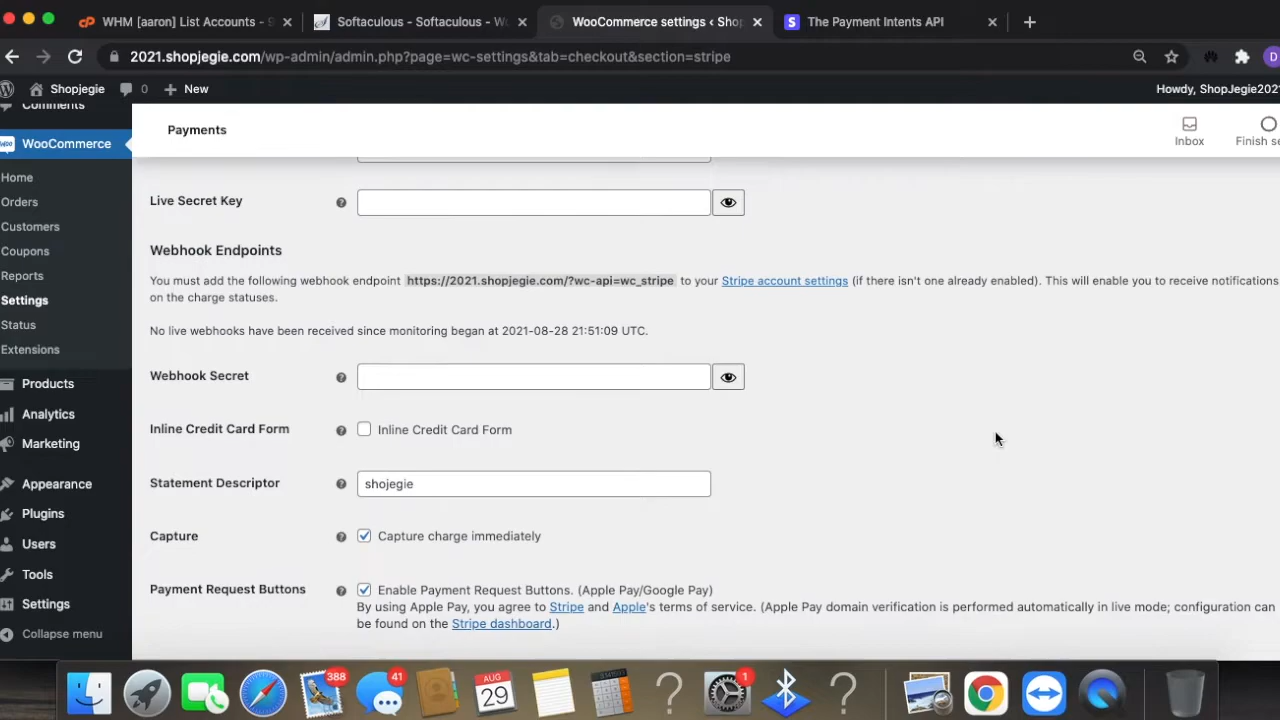 WHM [aaron] List Accounts - S
Softaculous - Softaculous - Wu
WooCommerce settings ‹ Shop
The Payment Intents API
2021.shopjegie.com/wp-admin/admin.php?page=wc-settings&tab=checkout&section=stripe
D
Shopjegie
0
New
Howdy, ShopJegie2021
Comments
Payments
Inbox
Finish se
WooCommerce
Home
Orders
Customers
Coupons
Reports
Settings
Status
Extensions
Products
Analytics
Marketing
Appearance
Plugins
Users
Tools
Settings
Collapse menu
Live Secret Key
Webhook Endpoints
You must add the following webhook endpoint https://2021.shopjegie.com/?wc-api=wc_stripe to your Stripe account settings (if there isn't one already enabled). This will enable you to receive notifications
on the charge statuses.
No live webhooks have been received since monitoring began at 2021-08-28 21:51:09 UTC.
Webhook Secret
Inline Credit Card Form
Inline Credit Card Form
Statement Descriptor
shojegie
Capture
Capture charge immediately
Payment Request Buttons
Enable Payment Request Buttons. (Apple Pay/Google Pay)
By using Apple Pay, you agree to Stripe and Apple's terms of service. (Apple Pay domain verification is performed automatically in live mode; configuration can
be found on the Stripe dashboard.)
388
41
AUG
29
1